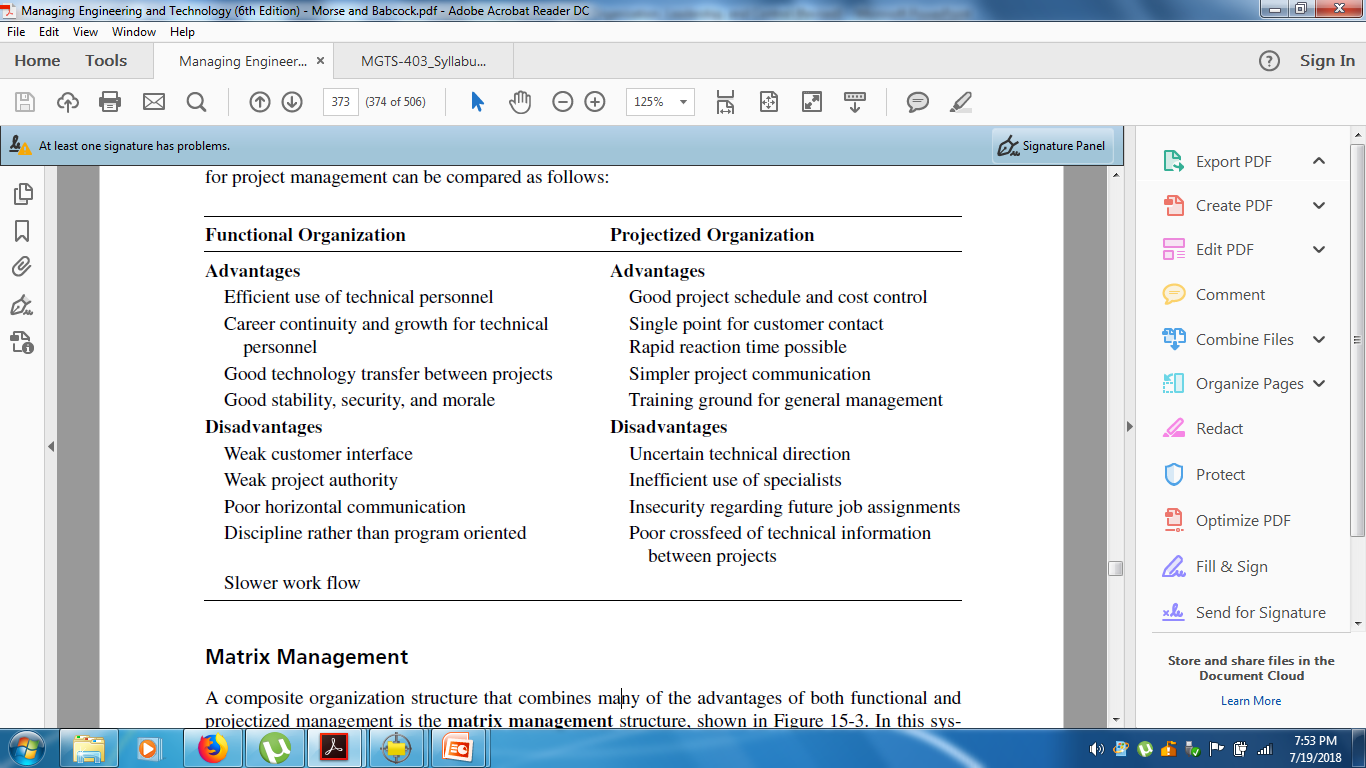 Managing Engineering and Technology (6th Edition) - Morse and Babcock.pdf - Adobe Acrobat Reader DC
File Edit View Window Help
Home Tools Managing Engineer... × MGTS-403_Syllabu... Sign In
373 (374 of 506) 125%
At least one signature has problems. Signature Panel
for project management can be compared as follows:
Functional Organization Projectized Organization
Advantages Advantages
Efficient use of technical personnel Good project schedule and cost control
Career continuity and growth for technical Single point for customer contact
personnel Rapid reaction time possible
Good technology transfer between projects Simpler project communication
Good stability, security, and morale Training ground for general management
Disadvantages Disadvantages
Weak customer interface Uncertain technical direction
Weak project authority Inefficient use of specialists
Poor horizontal communication Insecurity regarding future job assignments
Discipline rather than program oriented Poor crossfeed of technical information
between projects
Slower work flow
Matrix Management
A composite organization structure that combines many of the advantages of both functional and
projectized management is the matrix management structure, shown in Figure 15-3. In this sys-
Export PDF
Create PDF
Edit PDF
Comment
Combine Files
Organize Pages
Redact
Protect
Optimize PDF
Fill & Sign
Send for Signature
Store and share files in the
Document Cloud
Learn More
7:53 PM
7/19/2018